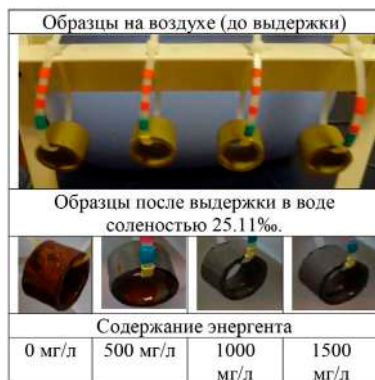 Образцы на воздухе (до выдержки)
Образцы после выдержки в воде
соленостью 25.11‰.
Содержание энергента
0 мг/л 500 мг/л 1000
мг/л 1500
мг/л